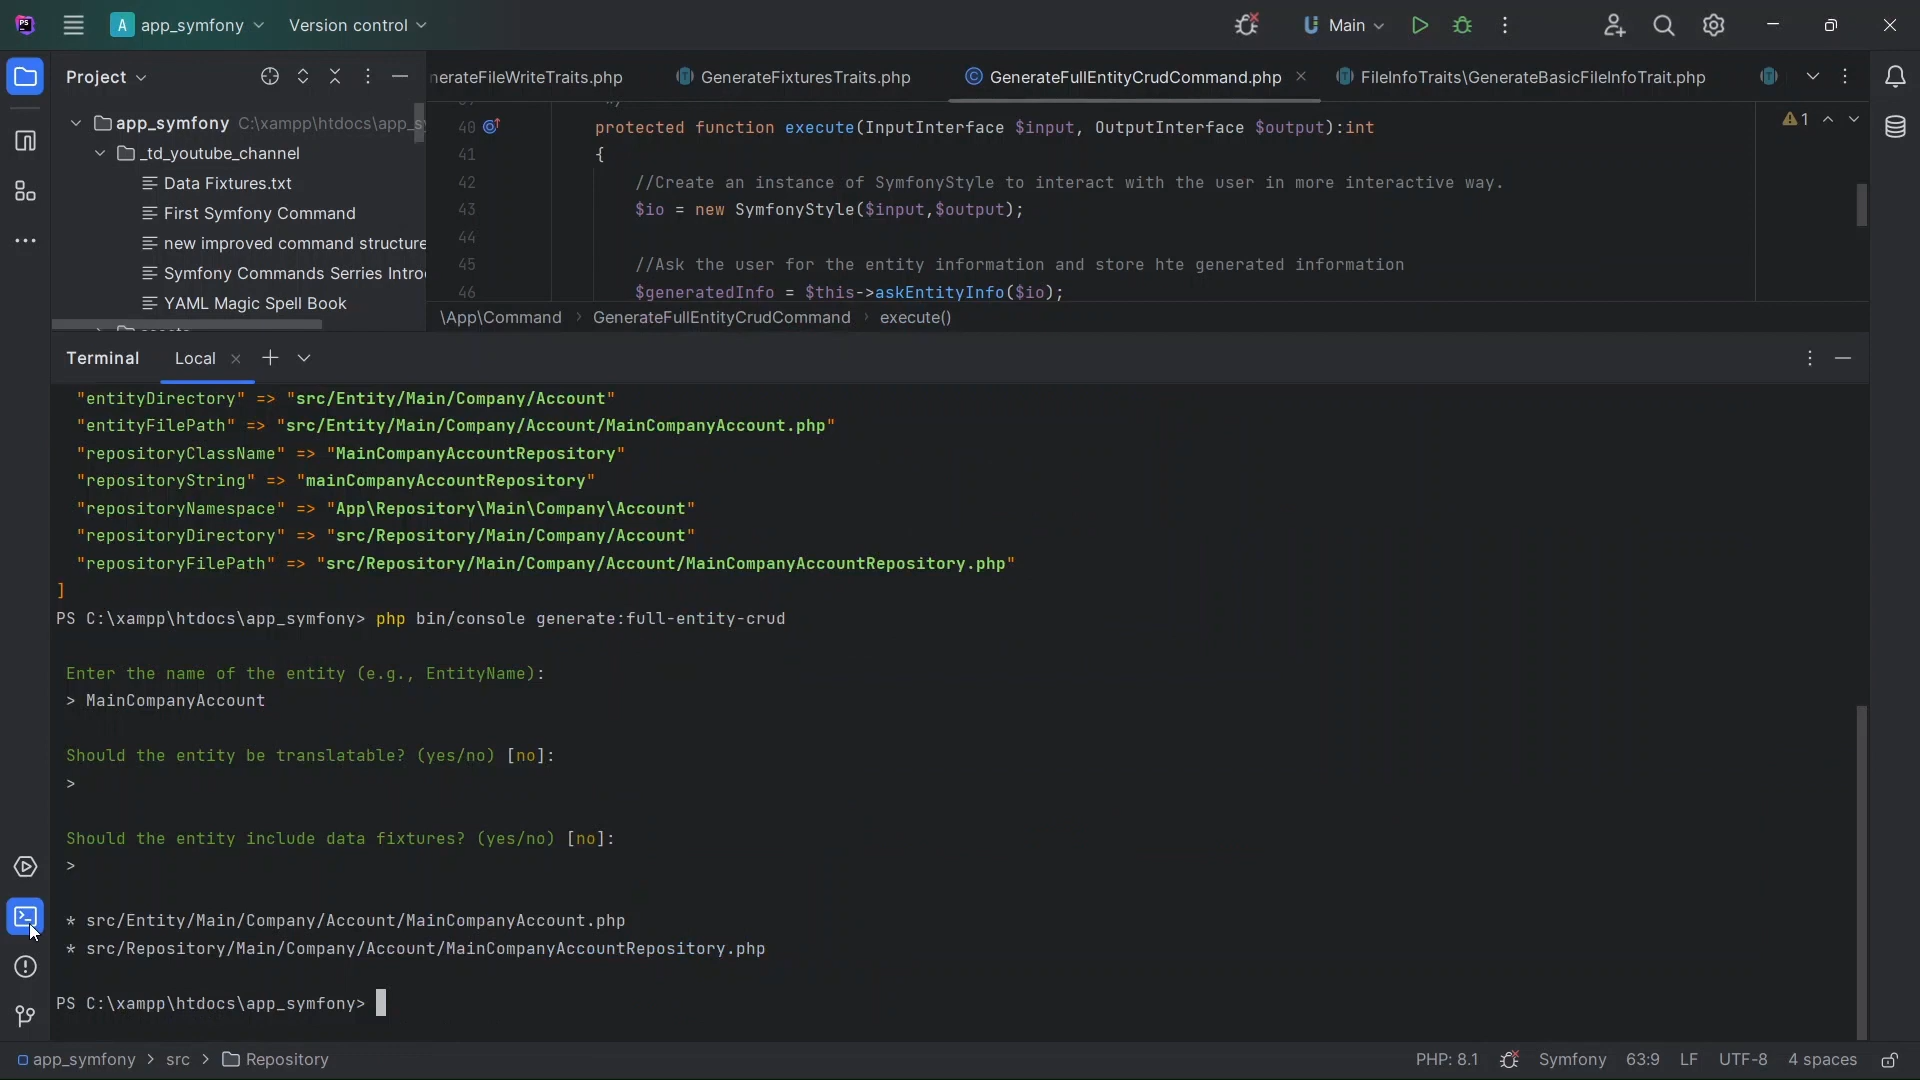 PS
A app_symfony
Version control
Main
Project
nerateFileWriteTraits.php
GenerateFixturesTraits.php
GenerateFullEntityCrudCommand.php
FileInfoTraits\GenerateBasicFileInfoTrait.php
app_symfony C:\xampp\htdocs\app_s
_td_youtube_channel
Data Fixtures.txt
First Symfony Command
new improved command structure
Symfony Commands Serries Intro
YAML Magic Spell Book
40 protected function execute(InputInterface $input, OutputInterface $output):int
41 {
42 //Create an instance of SymfonyStyle to interact with the user in more interactive way.
43 $io = new SymfonyStyle($input,$output);
44
45 //Ask the user for the entity information and store hte generated information
46 $generatedInfo = $this->askEntityInfo($io);
1
\App\Command › GenerateFullEntityCrudCommand › execute()
Terminal
Local
"entityDirectory" => "src/Entity/Main/Company/Account"
"entityFilePath" => "src/Entity/Main/Company/Account/MainCompanyAccount.php"
"repositoryClassName" => "MainCompanyAccountRepository"
"repositoryString" => "mainCompanyAccountRepository"
"repositoryNamespace" => "App\Repository\Main\Company\Account"
"repositoryDirectory" => "src/Repository/Main/Company/Account"
"repositoryFilePath" => "src/Repository/Main/Company/Account/MainCompanyAccountRepository.php"
]
PS C:\xampp\htdocs\app_symfony> php bin/console generate:full-entity-crud
Enter the name of the entity (e.g., EntityName):
> MainCompanyAccount
Should the entity be translatable? (yes/no) [no]:
>
Should the entity include data fixtures? (yes/no) [no]:
>
* src/Entity/Main/Company/Account/MainCompanyAccount.php
* src/Repository/Main/Company/Account/MainCompanyAccountRepository.php
PS C:\xampp\htdocs\app_symfony>
app_symfony > src > Repository
PHP: 8.1
Symfony
63:9
LF
UTF-8
4 spaces